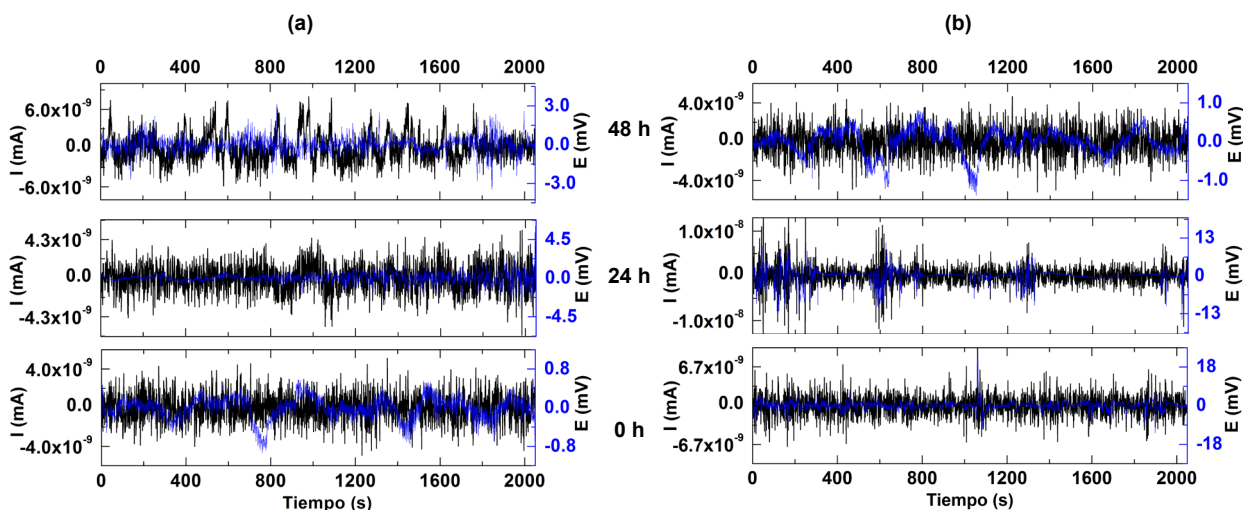 (a)
0 400 800 1200 1600 2000
I (mA)
6.0x10⁻⁹
0.0
-6.0x10⁻⁹
3.0
1.5
0.0
-1.5
-3.0
E (mV)
I (mA)
4.3x10⁻⁹
0.0
-4.3x10⁻⁹
4.5
0.0
-4.5
E (mV)
I (mA)
4.0x10⁻⁹
0.0
-4.0x10⁻⁹
0.8
0.0
-0.8
E (mV)
0 400 800 1200 1600 2000
Tiempo (s)
48 h
24 h
0 h
(b)
0 400 800 1200 1600 2000
I (mA)
4.0x10⁻⁹
0.0
-4.0x10⁻⁹
1.0
0.0
-1.0
E (mV)
I (mA)
1.0x10⁻⁸
0.0
-1.0x10⁻⁸
13
0
-13
E (mV)
I (mA)
6.7x10⁻⁹
0.0
-6.7x10⁻⁹
18
0
-18
E (mV)
0 400 800 1200 1600 2000
Tiempo (s)